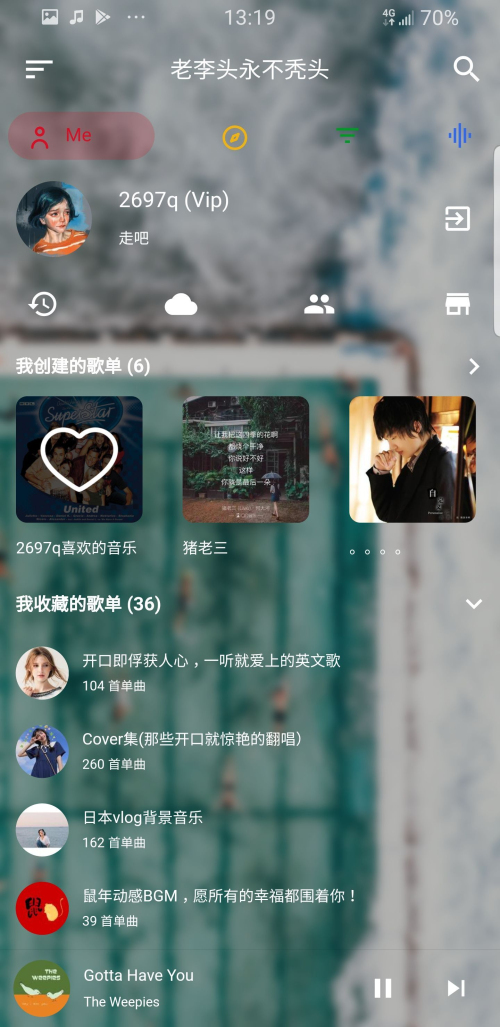 13:19
4G
70%
老李头永不秃头
Me
2697q (Vip)
走吧
我创建的歌单 (6)
Superstar
United
让我把这四季的花啊
都烧个干净
你说好不好
这样
你就是最后一朵
白
2697q喜欢的音乐
猪老三
。。。。
我收藏的歌单 (36)
开口即俘获人心，一听就爱上的英文歌
104 首单曲
Cover集(那些开口就惊艳的翻唱）
260 首单曲
日本vlog背景音乐
162 首单曲
鼠年动感BGM，愿所有的幸福都围着你！
39 首单曲
THE
WEEPIES
Gotta Have You
The Weepies